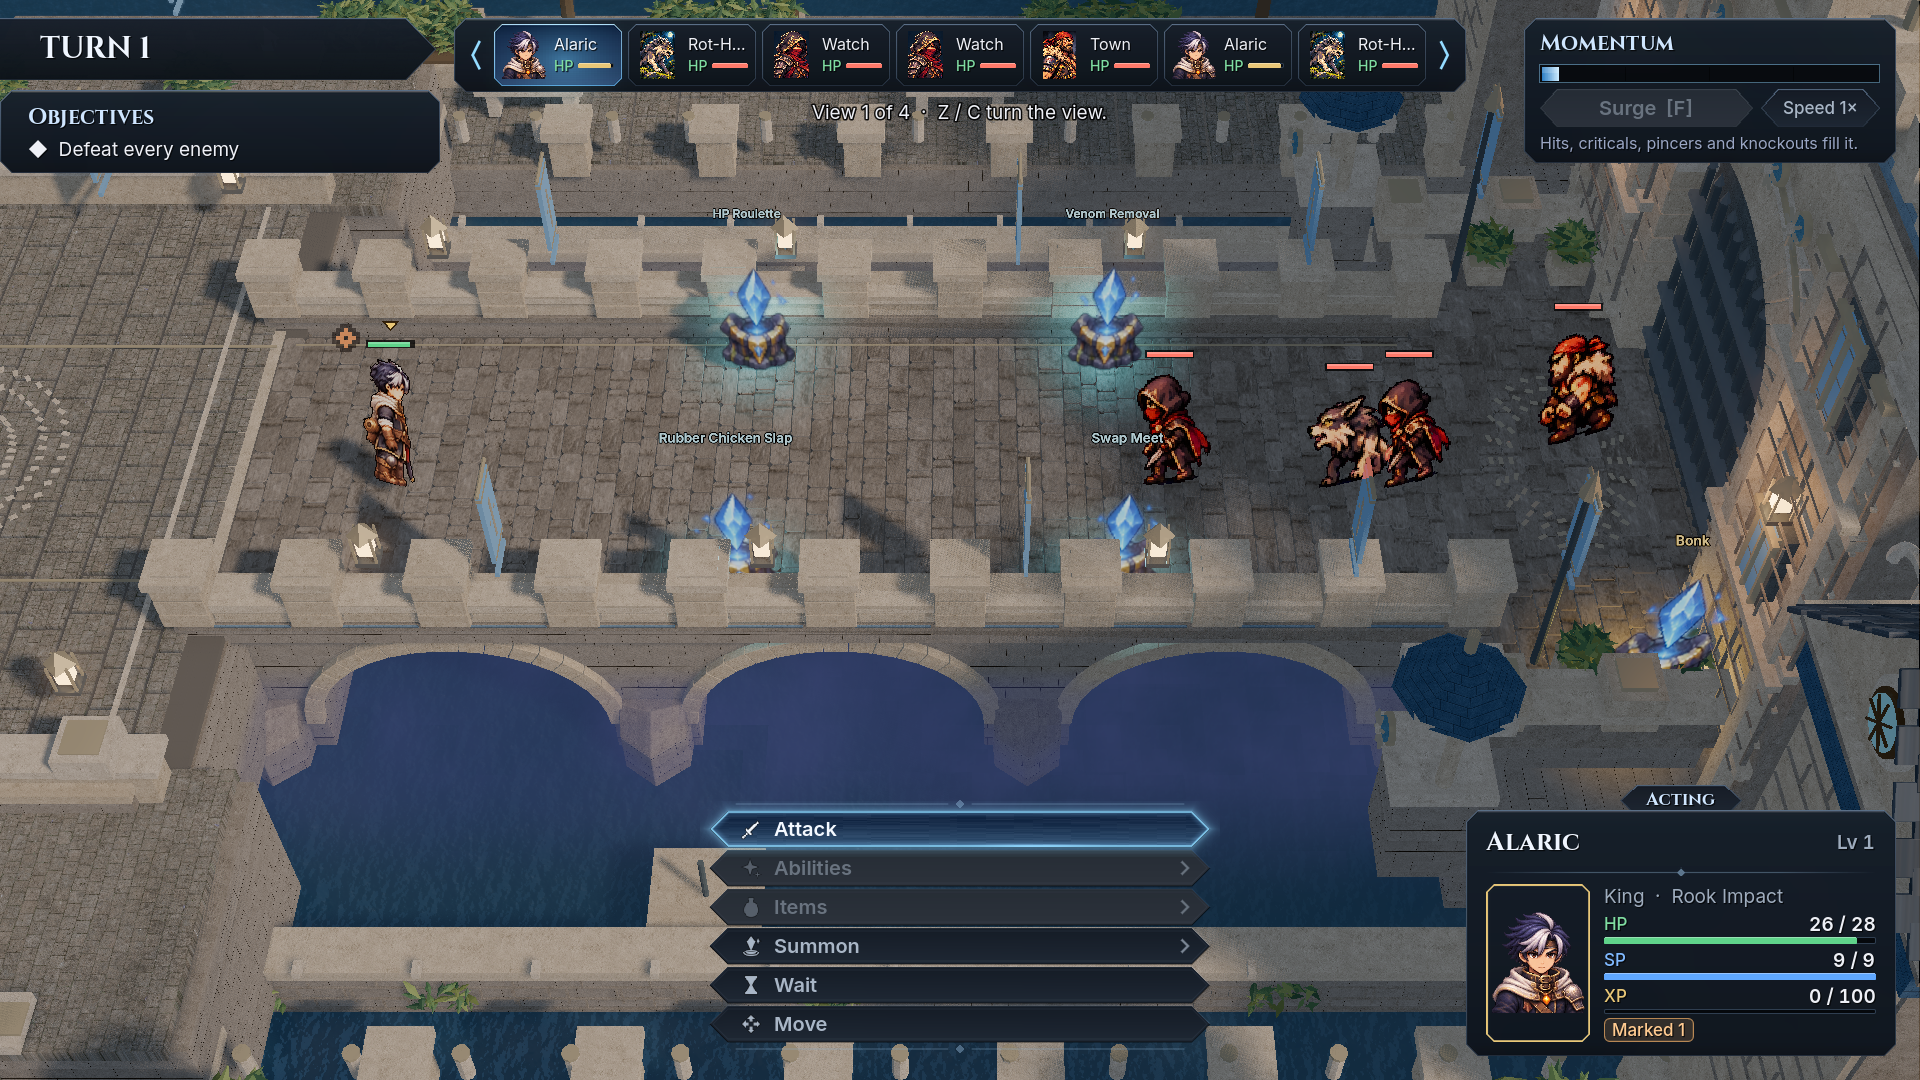 TURN 1
OBJECTIVES
Defeat every enemy
Alaric
HP
Rot-H...
HP
Watch
HP
Watch
HP
Town
HP
Alaric
HP
Rot-H...
HP
View 1 of 4 · Z / C turn the view.
MOMENTUM
Surge [F]
Speed 1×
Hits, criticals, pincers and knockouts fill it.
HP Roulette
Venom Removal
Rubber Chicken Slap
Swap Meet
Bonk
Attack
Abilities
Items
Summon
Wait
Move
ACTING
ALARIC
Lv 1
King · Rook Impact
HP 26 / 28
SP 9 / 9
XP 0 / 100
Marked 1